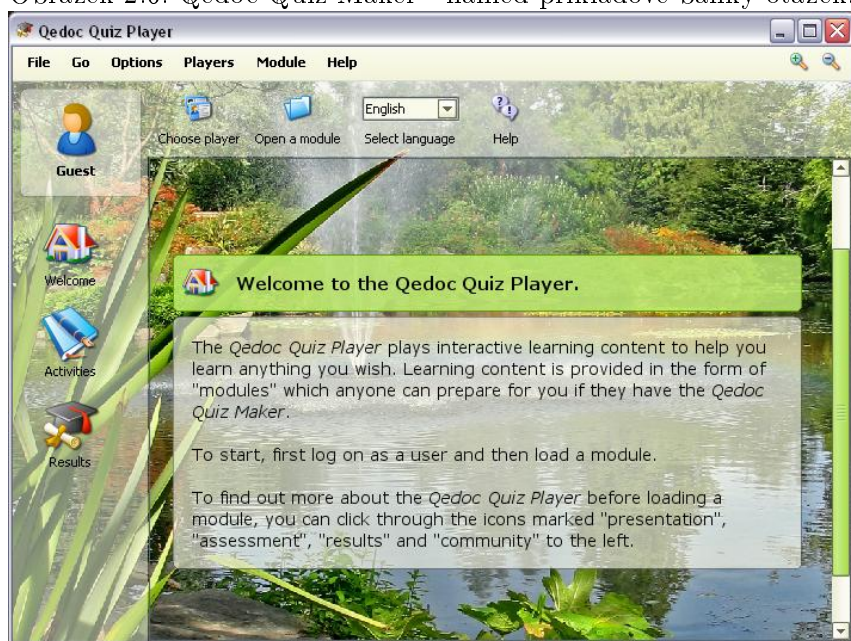 Qedoc Quiz Maker
Qedoc Quiz Player
File Go Options Players Module Help
English
Choose player Open a module Select language Help
Guest
Welcome
Activities
Results
Welcome to the Qedoc Quiz Player.
The Qedoc Quiz Player plays interactive learning content to help you
learn anything you wish. Learning content is provided in the form of
"modules" which anyone can prepare for you if they have the Qedoc
Quiz Maker.
To start, first log on as a user and then load a module.
To find out more about the Qedoc Quiz Player before loading a
module, you can click through the icons marked "presentation",
"assessment", "results" and "community" to the left.